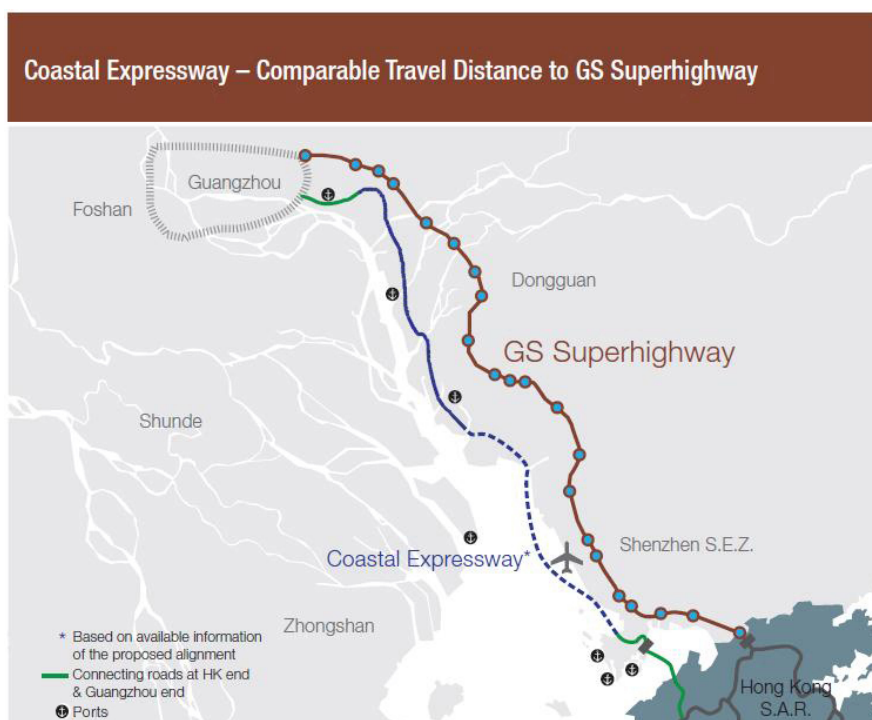 Coastal Expressway – Comparable Travel Distance to GS Superhighway
Guangzhou
Foshan
Dongguan
GS Superhighway
Shunde
Shenzhen S.E.Z.
Coastal Expressway*
Zhongshan
* Based on available information
of the proposed alignment
Connecting roads at HK end
& Guangzhou end
Ports
Hong Kong
S.A.R.